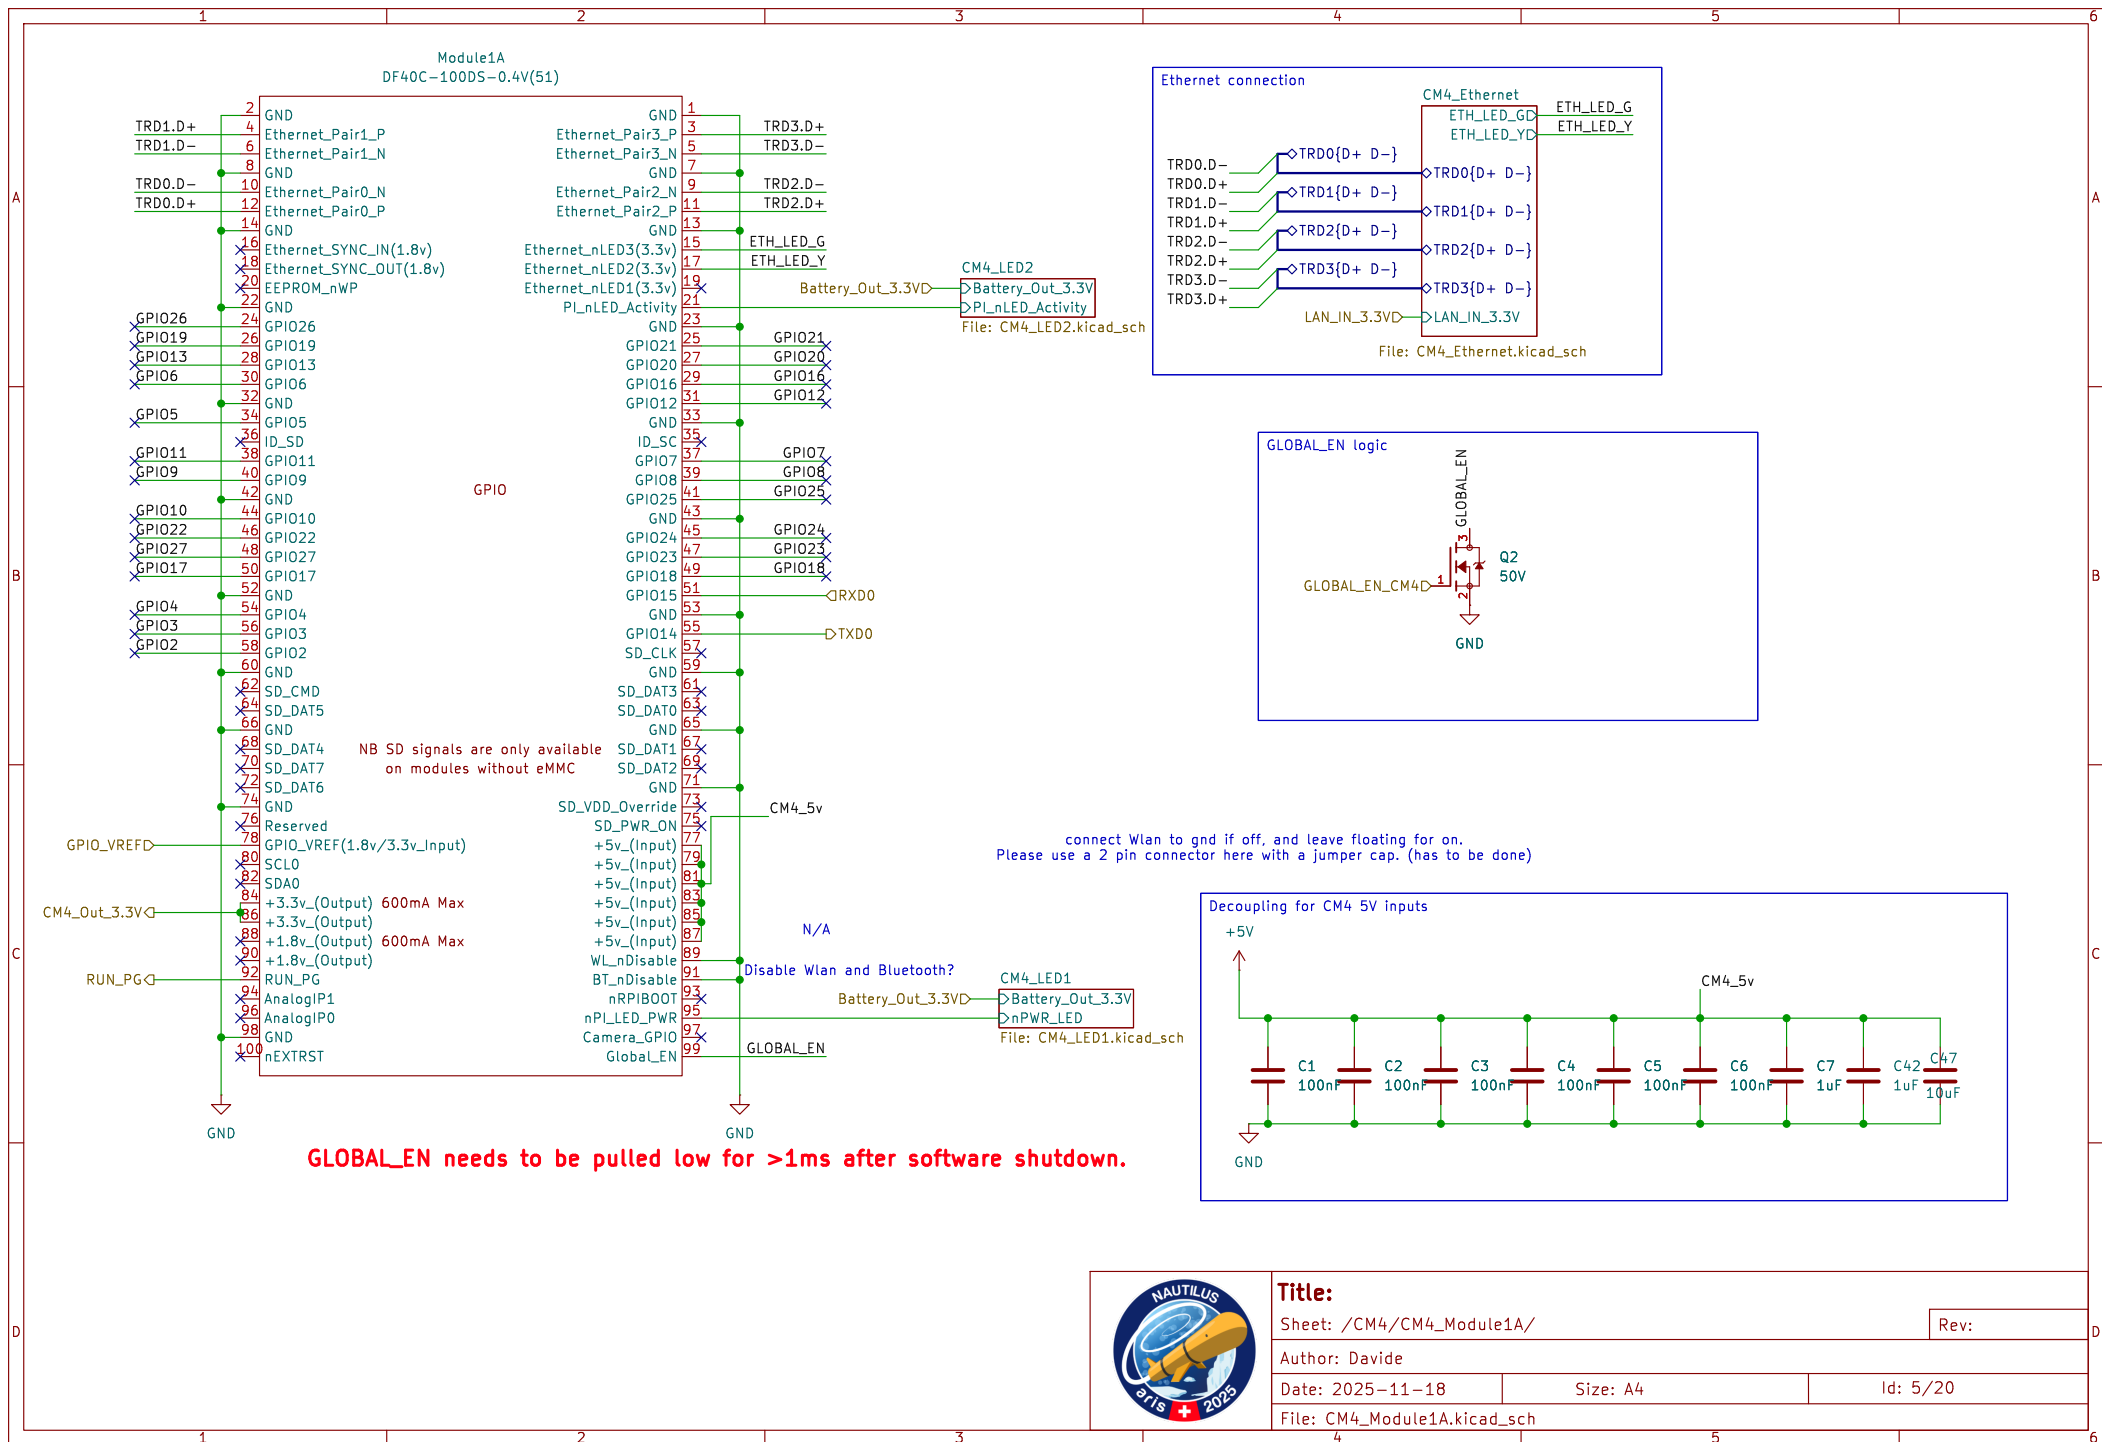 1 2 3 4 5 6
A
B
C
D
Module1A
DF40C-100DS-0.4V(51)
2 GND
TRD1.D+ 4 Ethernet_Pair1_P
TRD1.D- 6 Ethernet_Pair1_N
8 GND
TRD0.D- 10 Ethernet_Pair0_N
TRD0.D+ 12 Ethernet_Pair0_P
14 GND
16 Ethernet_SYNC_IN(1.8v)
18 Ethernet_SYNC_OUT(1.8v)
20 EEPROM_nWP
22 GND
GPIO26 24 GPIO26
GPIO19 26 GPIO19
GPIO13 28 GPIO13
GPIO6 30 GPIO6
32 GND
GPIO5 34 GPIO5
36 ID_SD
GPIO11 38 GPIO11
GPIO9 40 GPIO9
42 GND
GPIO10 44 GPIO10
GPIO22 46 GPIO22
GPIO27 48 GPIO27
GPIO17 50 GPIO17
52 GND
GPIO4 54 GPIO4
GPIO3 56 GPIO3
GPIO2 58 GPIO2
60 GND
62 SD_CMD
64 SD_DAT5
66 GND
68 SD_DAT4
70 SD_DAT7
72 SD_DAT6
74 GND
76 Reserved
GPIO_VREF 78 GPIO_VREF(1.8v/3.3v_Input)
80 SCL0
82 SDA0
84 +3.3v_(Output) 600mA Max
CM4_Out_3.3V
86 +3.3v_(Output)
88 +1.8v_(Output) 600mA Max
90 +1.8v_(Output)
RUN_PG 92 RUN_PG
94 AnalogIP1
96 AnalogIP0
98 GND
100 nEXTRST
GND
GPIO
NB SD signals are only available
on modules without eMMC
GND 1
Ethernet_Pair3_P 3 TRD3.D+
Ethernet_Pair3_N 5 TRD3.D-
GND 7
Ethernet_Pair2_N 9 TRD2.D-
Ethernet_Pair2_P 11 TRD2.D+
GND 13
Ethernet_nLED3(3.3v) 15 ETH_LED_G
Ethernet_nLED2(3.3v) 17 ETH_LED_Y
Ethernet_nLED1(3.3v) 19
PI_nLED_Activity 21
GND 23
GPIO21 25 GPIO21
GPIO20 27 GPIO20
GPIO16 29 GPIO16
GPIO12 31 GPIO12
GND 33
ID_SC 35
GPIO7 37 GPIO7
GPIO8 39 GPIO8
GPIO25 41 GPIO25
GND 43
GPIO24 45 GPIO24
GPIO23 47 GPIO23
GPIO18 49 GPIO18
GPIO15 51 RXD0
GND 53
GPIO14 55 TXD0
SD_CLK 57
GND 59
SD_DAT3 61
SD_DAT0 63
GND 65
SD_DAT1 67
SD_DAT2 69
GND 71
SD_VDD_Override 73 CM4_5v
SD_PWR_ON 75
+5v_(Input) 77
+5v_(Input) 79
+5v_(Input) 81
+5v_(Input) 83
+5v_(Input) 85
+5v_(Input) 87
WL_nDisable 89
BT_nDisable 91
nRPIBOOT 93
nPI_LED_PWR 95
Camera_GPIO 97
Global_EN 99 GLOBAL_EN
GND
CM4_LED2
Battery_Out_3.3V Battery_Out_3.3V
PI_nLED_Activity
File: CM4_LED2.kicad_sch
N/A
Disable Wlan and Bluetooth?
CM4_LED1
Battery_Out_3.3V Battery_Out_3.3V
nPWR_LED
File: CM4_LED1.kicad_sch
GLOBAL_EN needs to be pulled low for >1ms after software shutdown.
Ethernet connection
CM4_Ethernet
ETH_LED_G ETH_LED_G
ETH_LED_Y ETH_LED_Y
TRD0{D+ D-}
TRD0.D-
TRD0{D+ D-}
TRD0.D+
TRD1{D+ D-}
TRD1.D-
TRD1{D+ D-}
TRD1.D+
TRD2{D+ D-}
TRD2.D-
TRD2{D+ D-}
TRD2.D+
TRD3{D+ D-}
TRD3.D-
TRD3{D+ D-}
TRD3.D+
LAN_IN_3.3V LAN_IN_3.3V
File: CM4_Ethernet.kicad_sch
GLOBAL_EN logic
GLOBAL_EN
3
Q2
50V
GLOBAL_EN_CM4 1
2
GND
connect Wlan to gnd if off, and leave floating for on.
Please use a 2 pin connector here with a jumper cap. (has to be done)
Decoupling for CM4 5V inputs
+5V
CM4_5v
C1 100nF
C2 100nF
C3 100nF
C4 100nF
C5 100nF
C6 100nF
C7 1uF
C42 1uF
C47 10uF
GND
NAUTILUS
aris 2025
Title:
Sheet: /CM4/CM4_Module1A/
Rev:
Author: Davide
Date: 2025-11-18
Size: A4
Id: 5/20
File: CM4_Module1A.kicad_sch
1 2 3 4 5 6
A
B
C
D